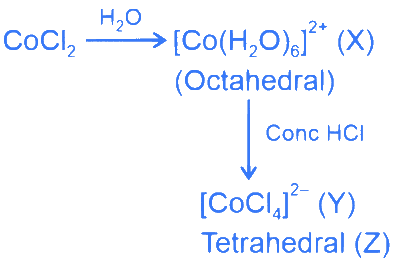 CoCl₂ H₂O [Co(H₂O)₆]²⁺ (X)
(Octahedral)
Conc HCl
[CoCl₄]²⁻ (Y)
Tetrahedral (Z)